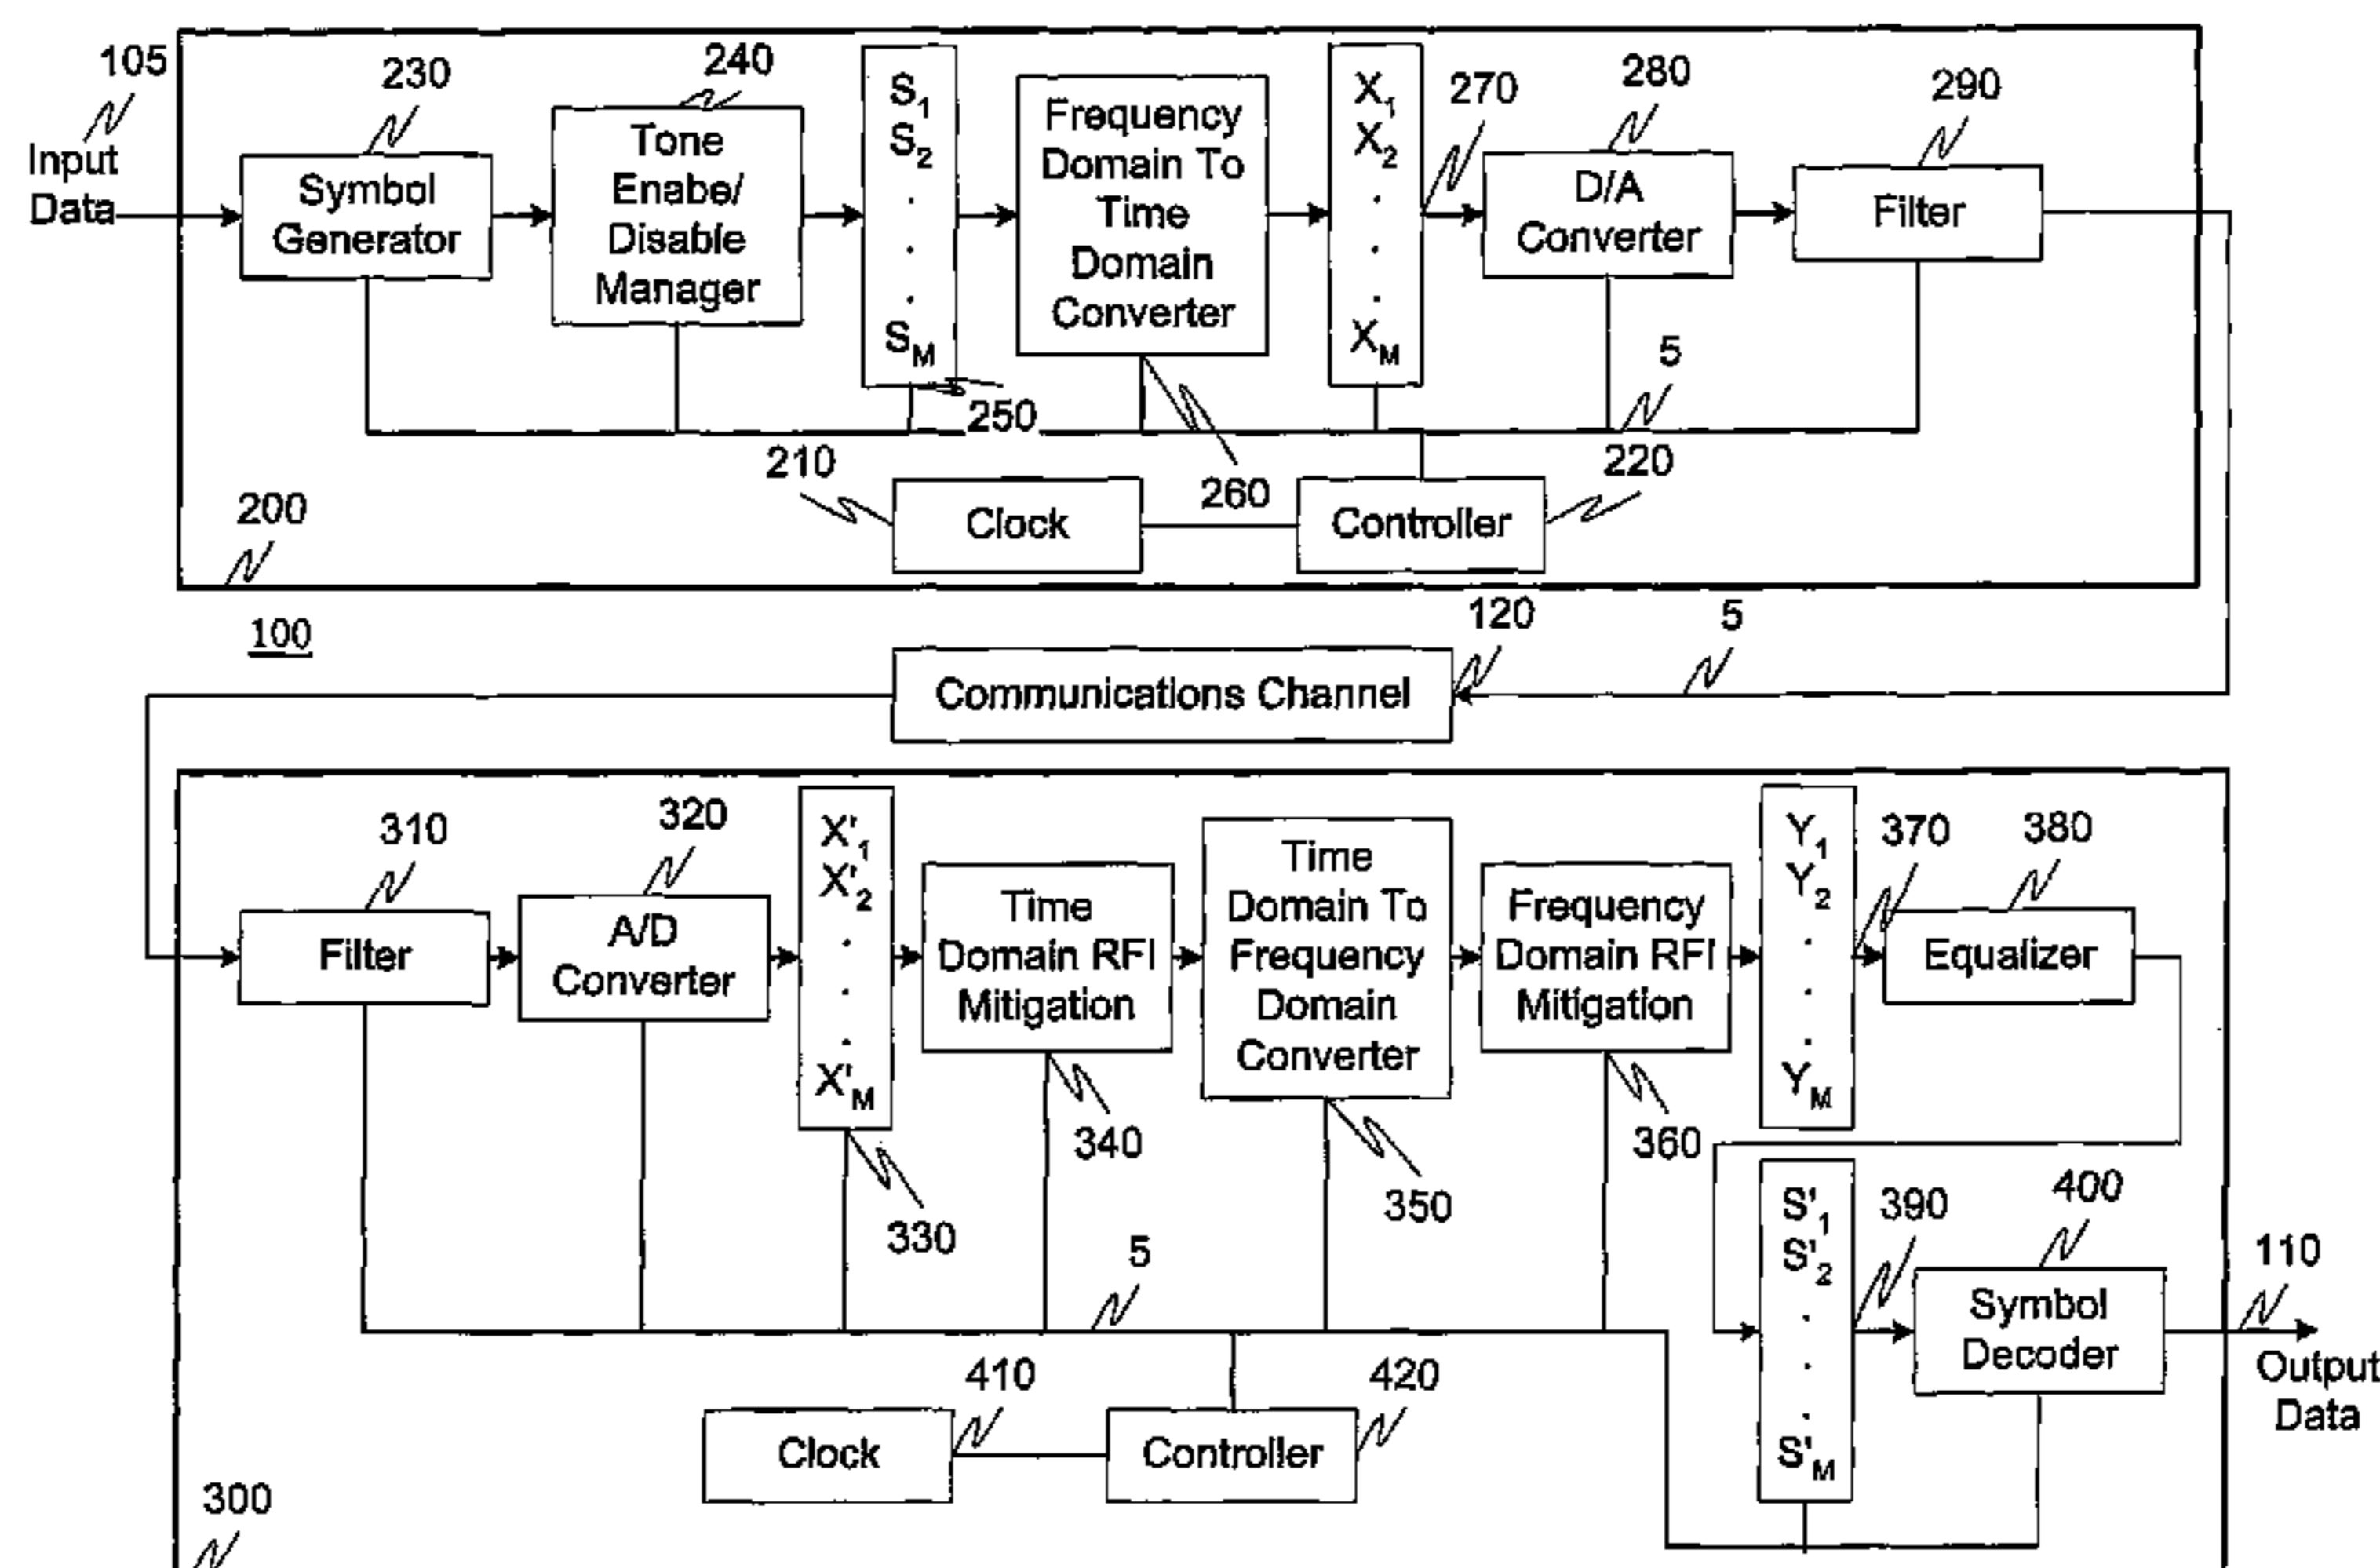 105
Input
Data
230
Symbol
Generator
240
Tone
Enabe/
Disable
Manager
S1
S2
.
.
.
SM
250
Frequency
Domain To
Time
Domain
Converter
260
X1
X2
.
.
.
XM
270
280
D/A
Converter
290
Filter
5
210
Clock
220
Controller
200
100
120
Communications Channel
5
310
Filter
320
A/D
Converter
X'1
X'2
.
.
.
X'M
330
Time
Domain RFI
Mitigation
340
Time
Domain To
Frequency
Domain
Converter
350
Frequency
Domain RFI
Mitigation
360
Y1
Y2
.
.
.
YM
370
380
Equalizer
S'1
S'2
.
.
.
S'M
390
400
Symbol
Decoder
110
Output
Data
5
410
Clock
420
Controller
300